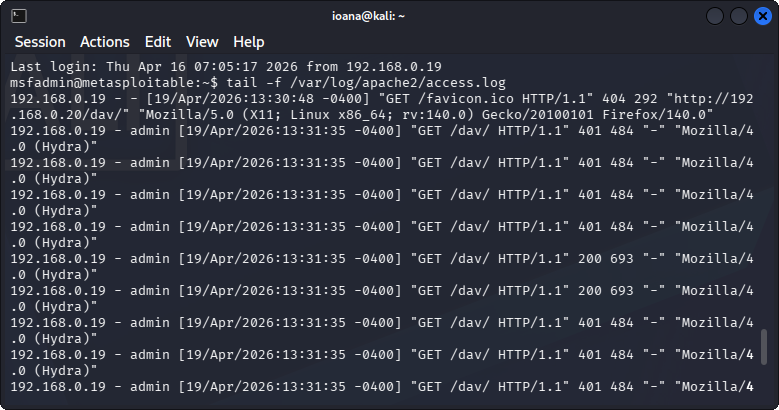 ioana@kali: ~
Session Actions Edit View Help
Last login: Thu Apr 16 07:05:17 2026 from 192.168.0.19
msfadmin@metasploitable:~$ tail -f /var/log/apache2/access.log
192.168.0.19 - - [19/Apr/2026:13:30:48 -0400] "GET /favicon.ico HTTP/1.1" 404 292 "http://192
.168.0.20/dav/" "Mozilla/5.0 (X11; Linux x86_64; rv:140.0) Gecko/20100101 Firefox/140.0"
192.168.0.19 - admin [19/Apr/2026:13:31:35 -0400] "GET /dav/ HTTP/1.1" 401 484 "-" "Mozilla/4
.0 (Hydra)"
192.168.0.19 - admin [19/Apr/2026:13:31:35 -0400] "GET /dav/ HTTP/1.1" 401 484 "-" "Mozilla/4
.0 (Hydra)"
192.168.0.19 - admin [19/Apr/2026:13:31:35 -0400] "GET /dav/ HTTP/1.1" 401 484 "-" "Mozilla/4
.0 (Hydra)"
192.168.0.19 - admin [19/Apr/2026:13:31:35 -0400] "GET /dav/ HTTP/1.1" 401 484 "-" "Mozilla/4
.0 (Hydra)"
192.168.0.19 - admin [19/Apr/2026:13:31:35 -0400] "GET /dav/ HTTP/1.1" 200 693 "-" "Mozilla/4
.0 (Hydra)"
192.168.0.19 - admin [19/Apr/2026:13:31:35 -0400] "GET /dav/ HTTP/1.1" 200 693 "-" "Mozilla/4
.0 (Hydra)"
192.168.0.19 - admin [19/Apr/2026:13:31:35 -0400] "GET /dav/ HTTP/1.1" 401 484 "-" "Mozilla/4
.0 (Hydra)"
192.168.0.19 - admin [19/Apr/2026:13:31:35 -0400] "GET /dav/ HTTP/1.1" 401 484 "-" "Mozilla/4
.0 (Hydra)"
192.168.0.19 - admin [19/Apr/2026:13:31:35 -0400] "GET /dav/ HTTP/1.1" 401 484 "-" "Mozilla/4